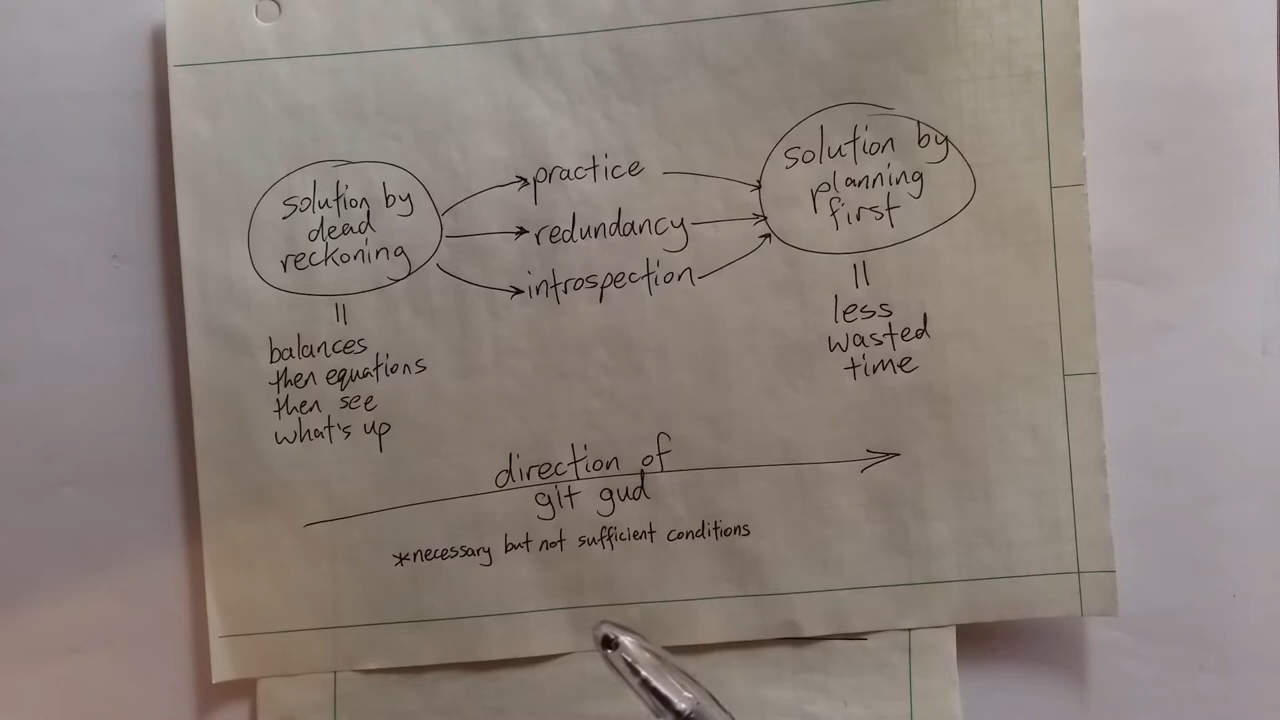 solution by
dead
reckoning
balances
then equations
then see
what's up
practice
redundancy
introspection
solution by
planning
first
less
wasted
time
direction of
git gud
*necessary but not sufficient conditions